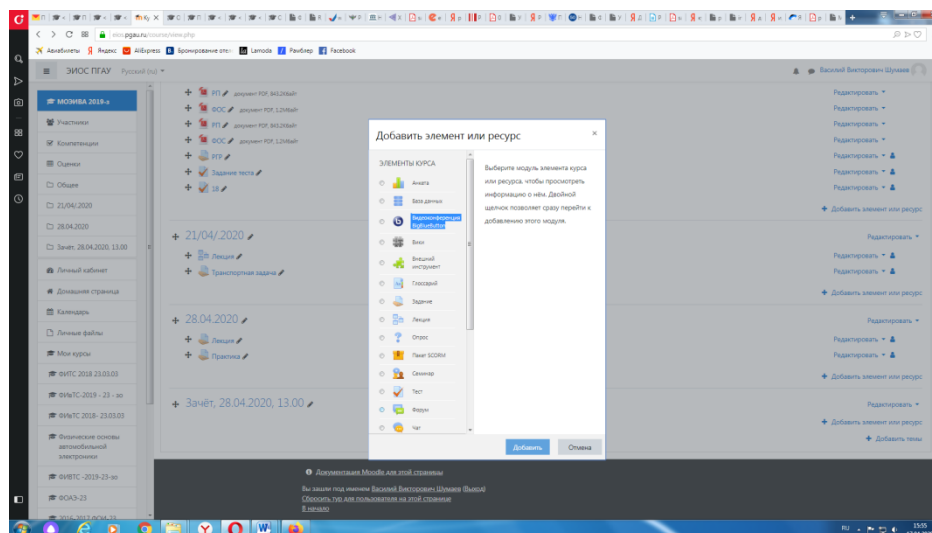 eios.pgau.ru/course/view.php
Авиабилеты Яндекс AliExpress Бронирование оте Lamoda Рамблер Facebook
ЭИОС ПГАУ Русский (ru)
Василий Викторович Шумаев
МОЭИВА 2019-з
Участники
Компетенции
Оценки
Общее
21/04/.2020
28.04.2020
Зачёт, 28.04.2020, 13.00
Личный кабинет
Домашняя страница
Календарь
Личные файлы
Мои курсы
ФИТС 2018 23.03.03
ФИвТС-2019 - 23 - зо
ФИвТС 2018- 23.03.03
Физические основы
автомобильной
электроники
ФИВТС -2019-23-зо
ФОАЭ-23
РП документ PDF,
Редактировать
ФОС документ PDF, 1.2Мбайт
Редактировать
РП документ PDF,
Редактировать
ФОС документ PDF, 1.2Мбайт
Редактировать
РГР
Редактировать
Задание теста
Редактировать
18
Редактировать
Добавить элемент или ресурс
21/04/.2020
Редактировать
Лекция
Редактировать
Транспортная задача
Редактировать
Добавить элемент или ресурс
28.04.2020
Редактировать
Лекция
Редактировать
Практика
Редактировать
Добавить элемент или ресурс
Зачёт, 28.04.2020, 13.00
Редактировать
Добавить элемент или ресурс
Добавить темы
Добавить элемент или ресурс
×
ЭЛЕМЕНТЫ КУРСА
Анкета
База данных
Видеоконференция
BigBlueButton
Вики
Внешний
инструмент
Глоссарий
Задание
Лекция
Опрос
Пакет SCORM
Семинар
Тест
Форум
Чат
Выберите модуль элемента курса
или ресурса, чтобы просмотреть
информацию о нём. Двойной
щелчок позволяет сразу перейти к
добавлению этого модуля.
Добавить Отмена
Документация Moodle для этой страницы
Вы зашли под именем Василий Викторович Шумаев (Выход)
Сбросить тур для пользователя на этой странице
В начало
RU
15:55